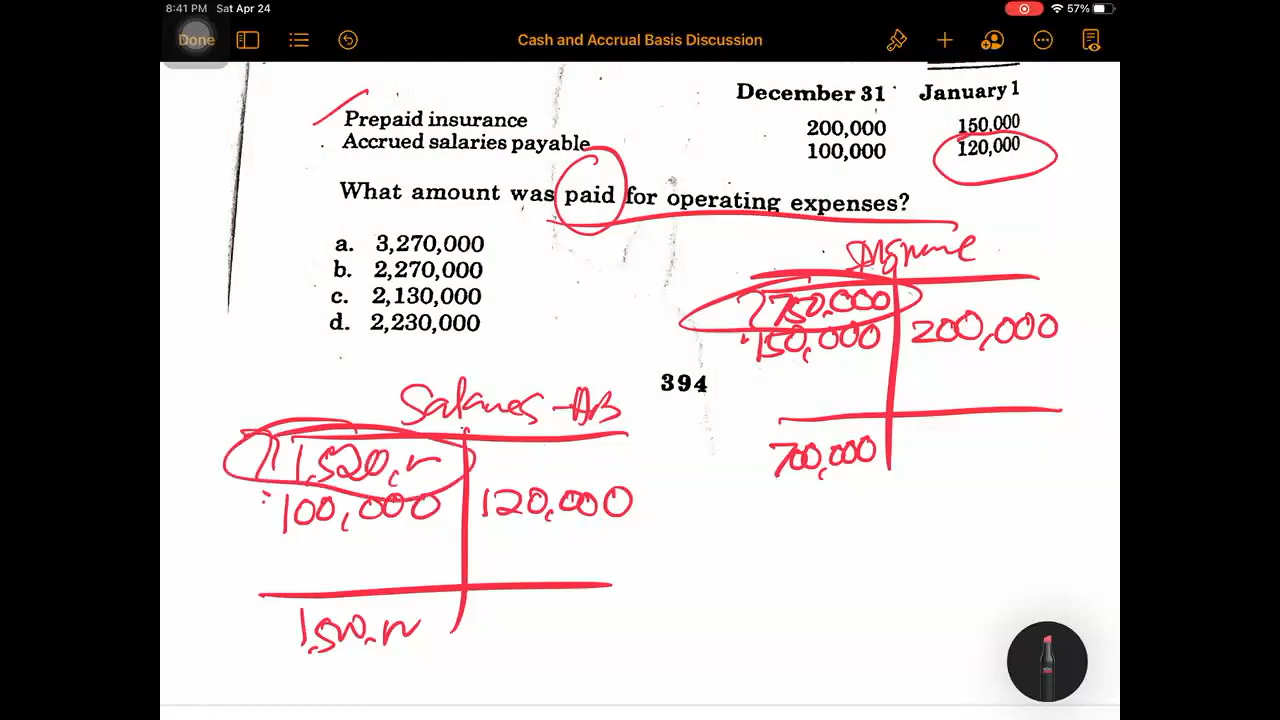 8:41 PM Sat Apr 24
57%
Done
Cash and Accrual Basis Discussion
December 31 January 1
Prepaid insurance 200,000 150,000
Accrued salaries payable 100,000 120,000
What amount was paid for operating expenses?
a. 3,270,000
b. 2,270,000
c. 2,130,000
d. 2,230,000
394
750,000
150,000 200,000
700,000
Salaries - AB
1,520,
100,000 120,000